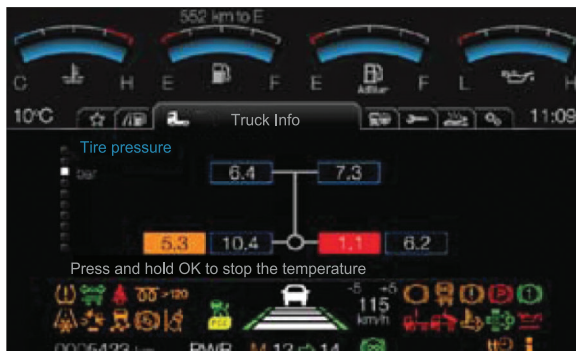 552 km to E
C H E F E AdBlue F L H
10°C Truck Info 11:09
Tire pressure
bar 6.4 7.3
5.3 10.4 1.1 6.2
Press and hold OK to stop the temperature
>120 -5 +5
115
km/h
PWR M 12 14